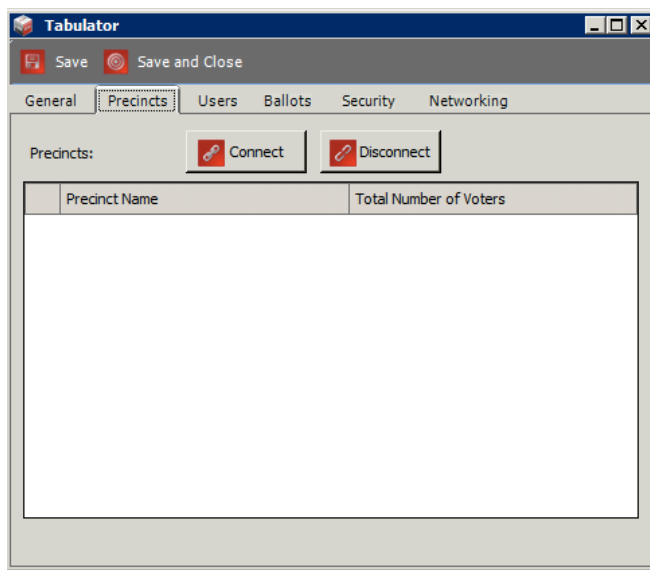 Tabulator
Save Save and Close
General Precincts Users Ballots Security Networking
Precincts: Connect Disconnect
Precinct Name Total Number of Voters